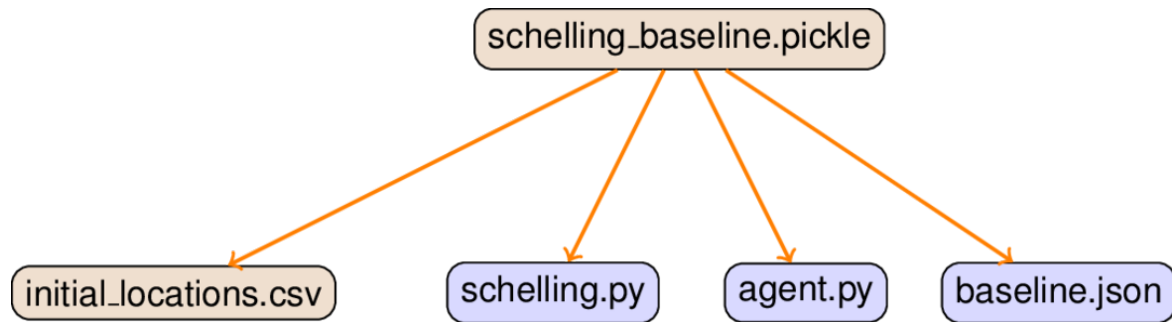 schelling_baseline.pickle
initial_locations.csv
schelling.py
agent.py
baseline.json